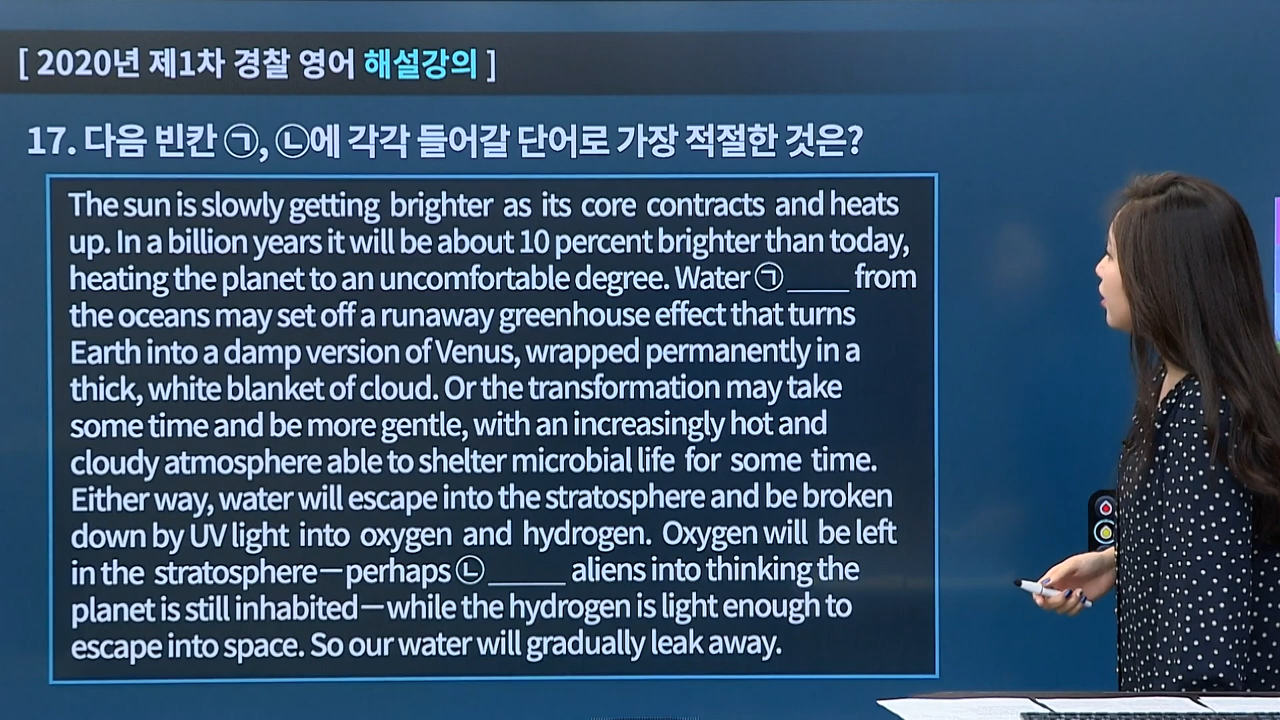 [ 2020년 제1차 경찰 영어 해설강의 ]
17. 다음 빈칸 ㉠, ㉡에 각각 들어갈 단어로 가장 적절한 것은?
The sun is slowly getting brighter as its core contracts and heats
up. In a billion years it will be about 10 percent brighter than today,
heating the planet to an uncomfortable degree. Water ㉠____ from
the oceans may set off a runaway greenhouse effect that turns
Earth into a damp version of Venus, wrapped permanently in a
thick, white blanket of cloud. Or the transformation may take
some time and be more gentle, with an increasingly hot and
cloudy atmosphere able to shelter microbial life for some time.
Either way, water will escape into the stratosphere and be broken
down by UV light into oxygen and hydrogen. Oxygen will be left
in the stratosphere—perhaps ㉡_____ aliens into thinking the
planet is still inhabited—while the hydrogen is light enough to
escape into space. So our water will gradually leak away.